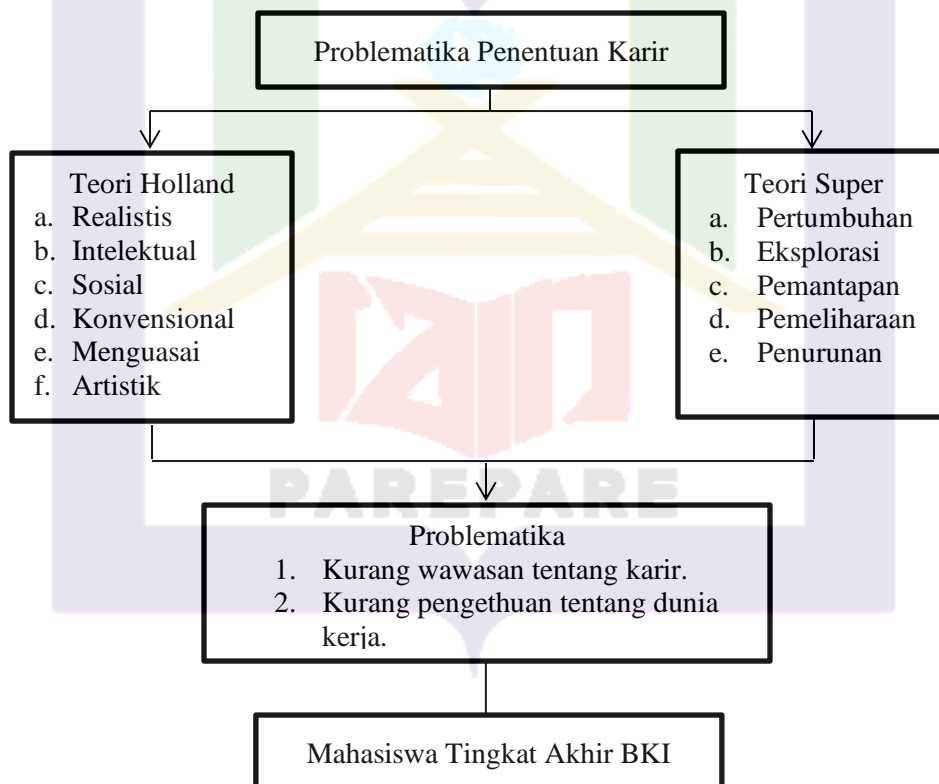 Problematika Penentuan Karir
Teori Holland
a. Realistis
b. Intelektual
c. Sosial
d. Konvensional
e. Menguasai
f. Artistik
Teori Super
a. Pertumbuhan
b. Eksplorasi
c. Pemantapan
d. Pemeliharaan
e. Penurunan
PAREPARE
Problematika
1. Kurang wawasan tentang karir.
2. Kurang pengethuan tentang dunia
kerja.
Mahasiswa Tingkat Akhir BKI